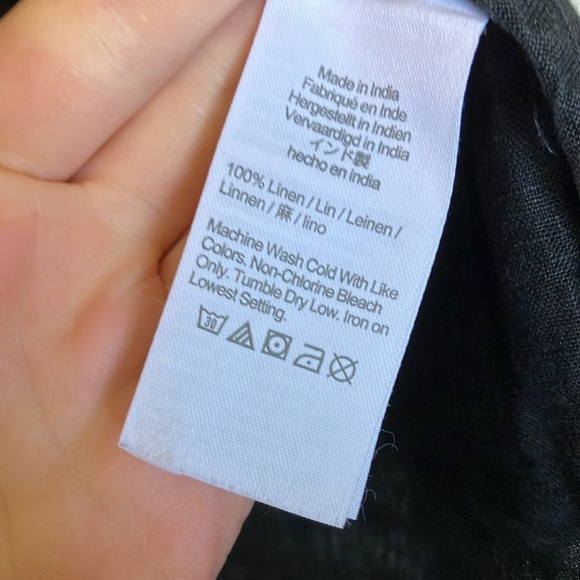 Made in India
Fabriqué en Inde
Hergestellt in Indien
Vervaardigd in India
インド製
hecho en india
100% Linen / Lin / Leinen /
Linnen / 麻 / lino
Machine Wash Cold With Like
Colors. Non-Chlorine Bleach
Only. Tumble Dry Low. Iron on
Lowest Setting.
30